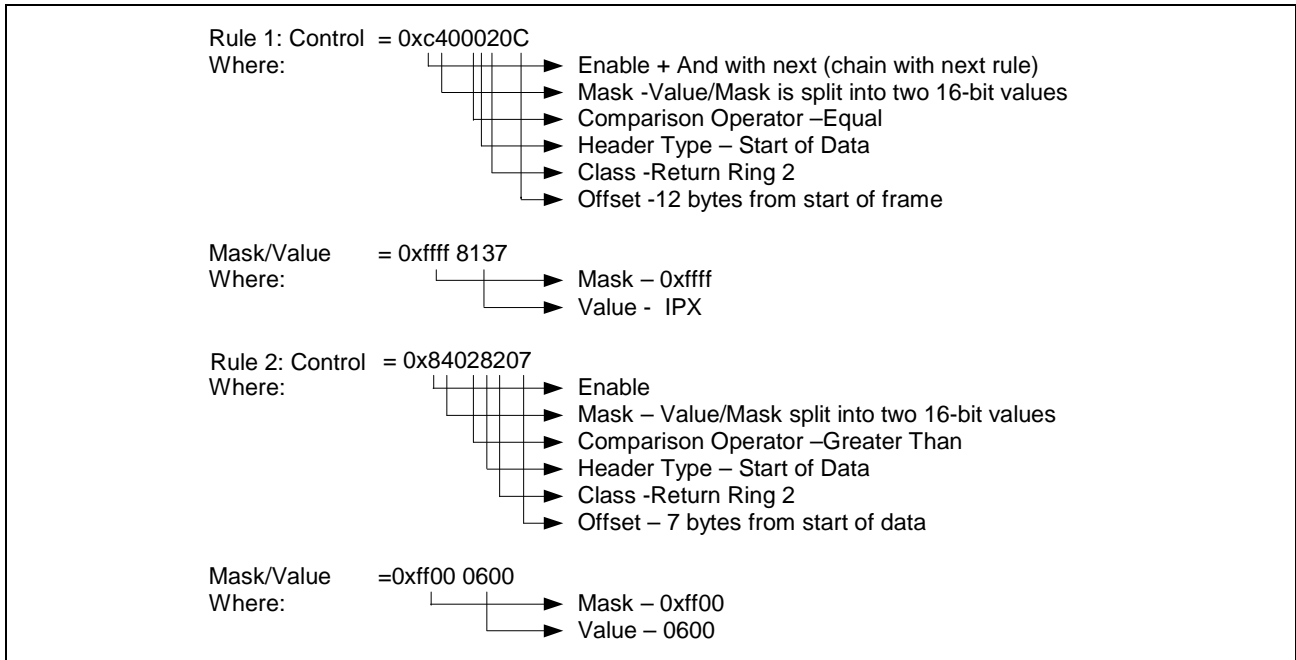 Rule 1: Control = 0xc400020C
Where:
Enable + And with next (chain with next rule)
Mask -Value/Mask is split into two 16-bit values
Comparison Operator –Equal
Header Type – Start of Data
Class -Return Ring 2
Offset -12 bytes from start of frame
Mask/Value = 0xffff 8137
Where:
Mask – 0xffff
Value - IPX
Rule 2: Control = 0x84028207
Where:
Enable
Mask – Value/Mask split into two 16-bit values
Comparison Operator –Greater Than
Header Type – Start of Data
Class -Return Ring 2
Offset – 7 bytes from start of data
Mask/Value =0xff00 0600
Where:
Mask – 0xff00
Value – 0600